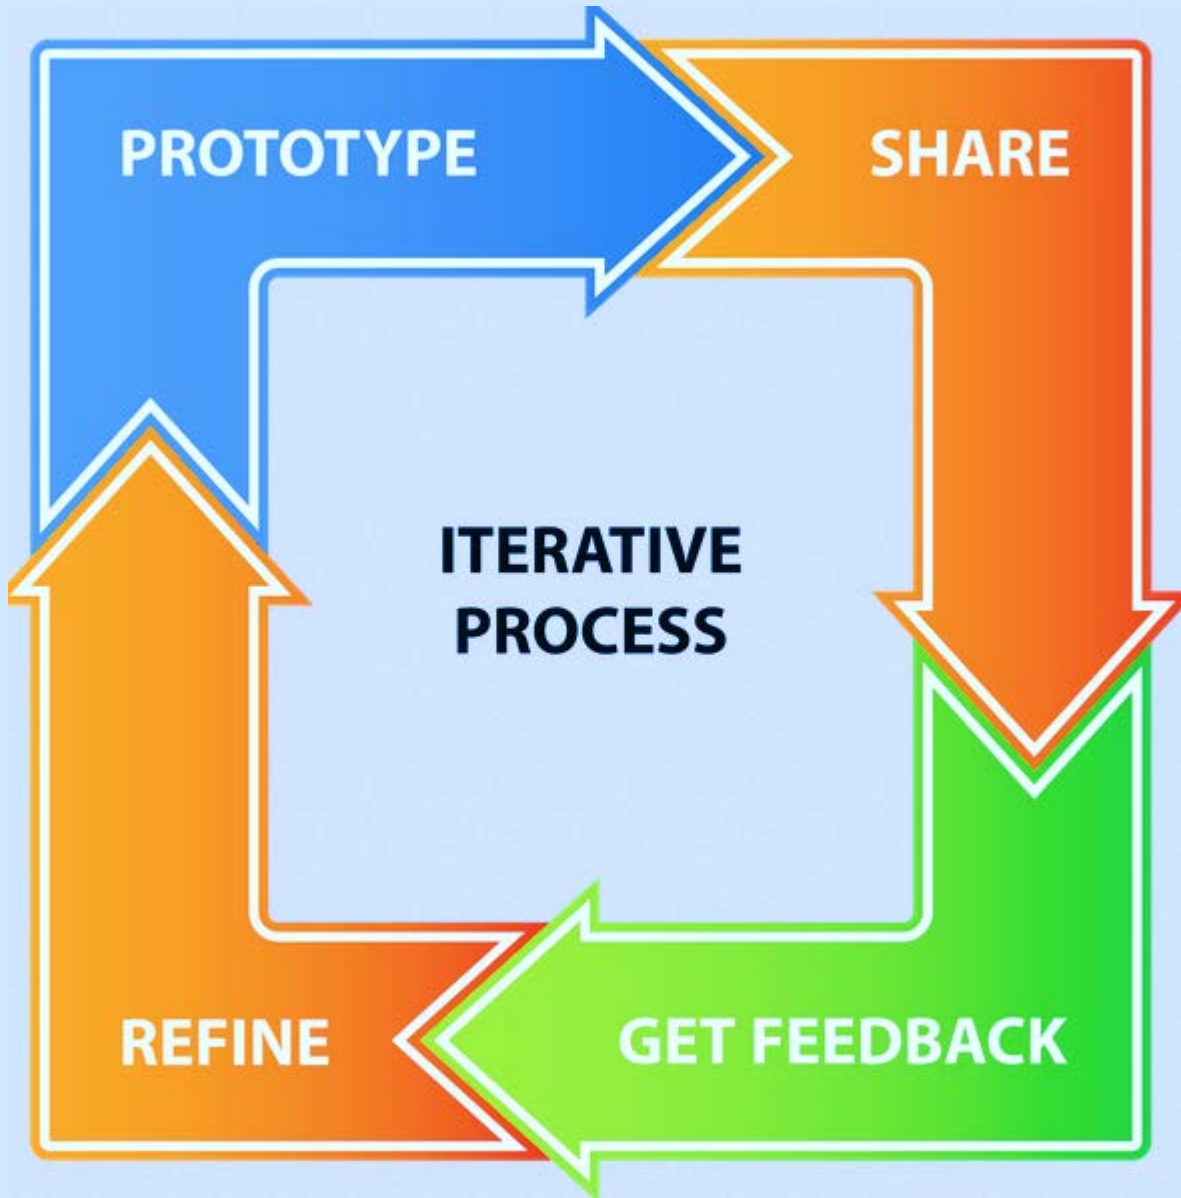 PROTOTYPE
SHARE
ITERATIVE
PROCESS
REFINE
GET FEEDBACK